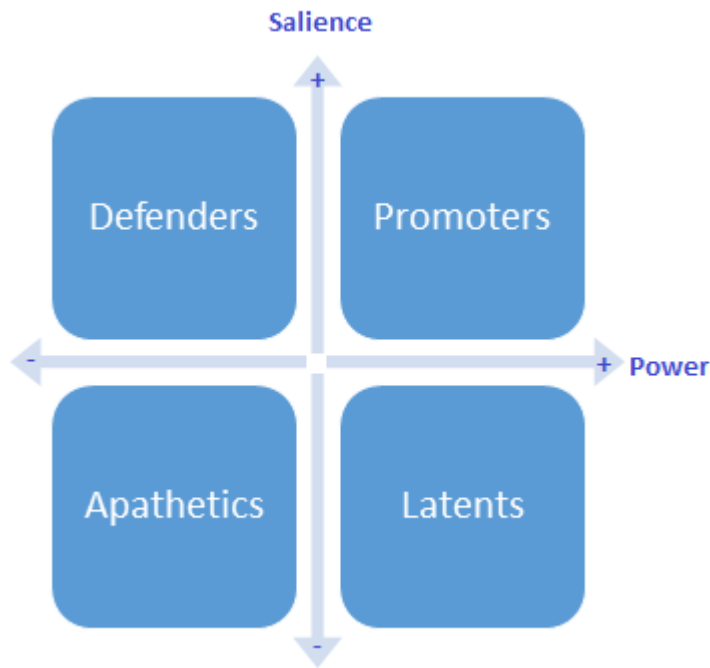 Salience
+
Defenders
Promoters
-
+ Power
Apathetics
Latents
-